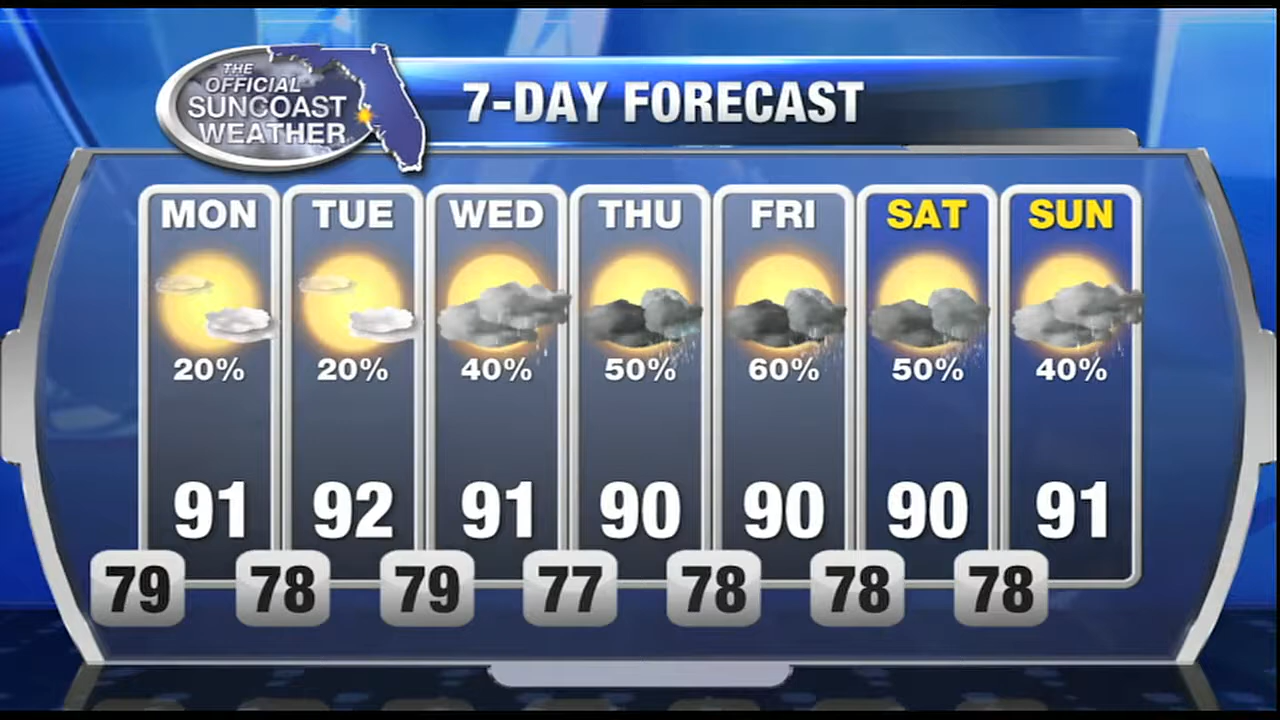 THE
OFFICIAL
SUNCOAST
WEATHER
7-DAY FORECAST
MON TUE WED THU FRI SAT SUN
20% 20% 40% 50% 60% 50% 40%
91 92 91 90 90 90 91
79 78 79 77 78 78 78